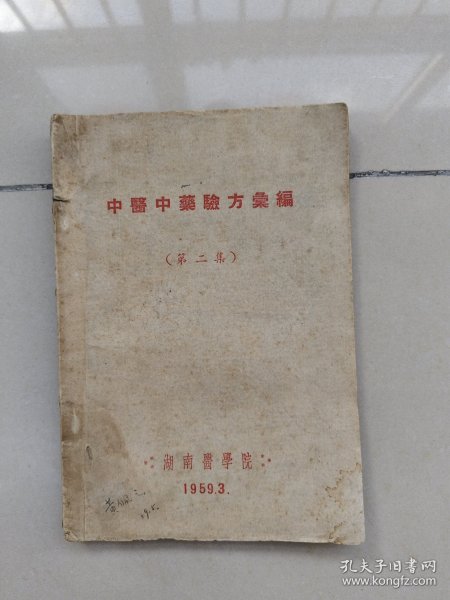 中醫中藥驗方彙編
(第二集)
湖南醫學院
1959.3.
孔夫子旧书网
www.kongfz.com